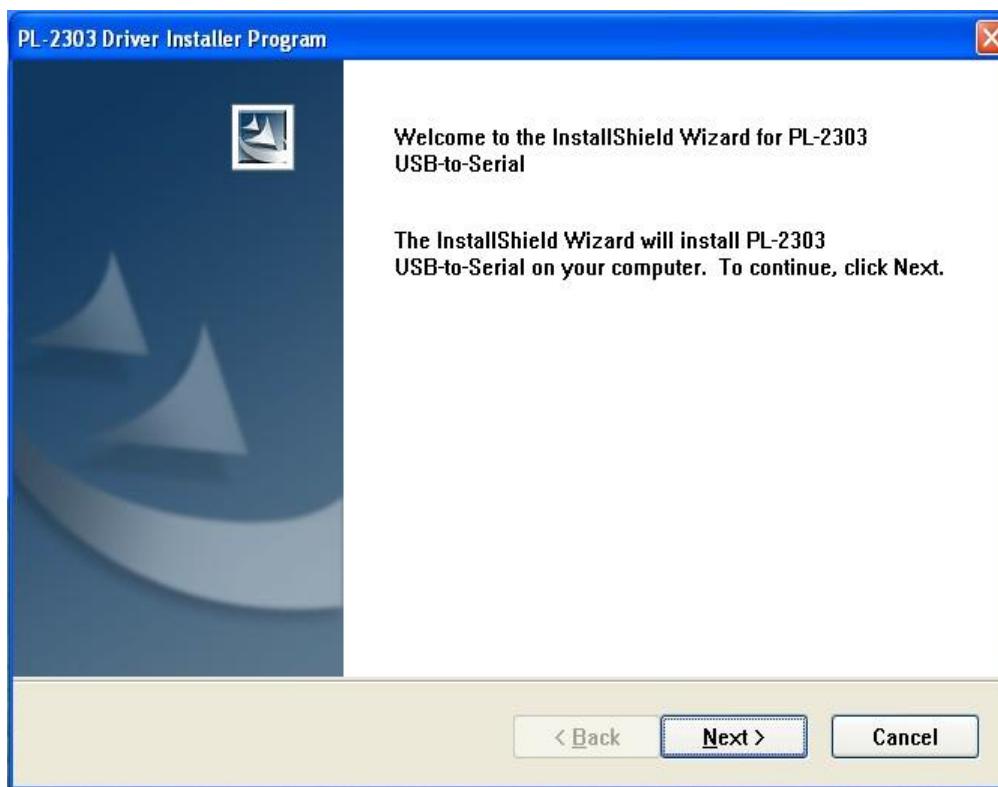 PL-2303 Driver Installer Program
Welcome to the InstallShield Wizard for PL-2303
USB-to-Serial
The InstallShield Wizard will install PL-2303
USB-to-Serial on your computer.  To continue, click Next.
< Back
Next >
Cancel